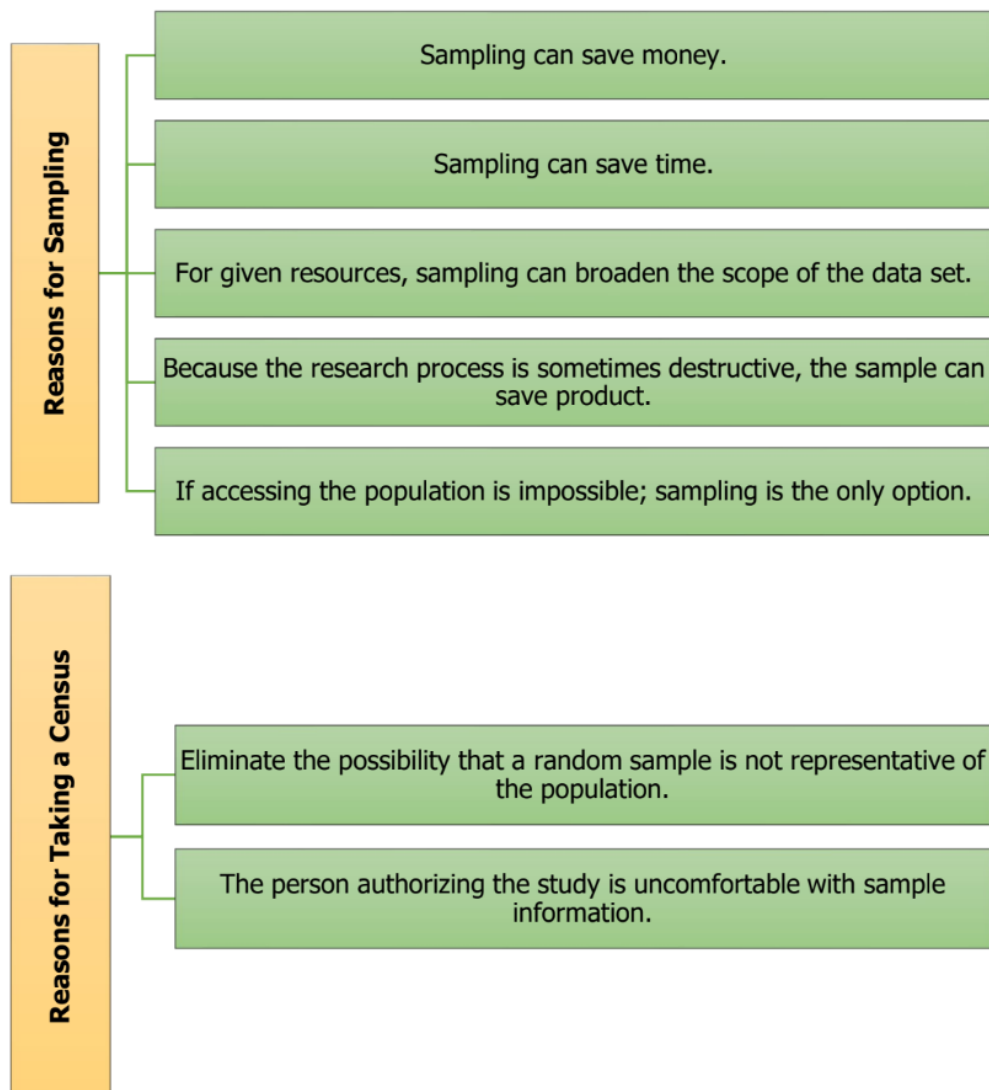 Reasons for Sampling
Sampling can save money.
Sampling can save time.
For given resources, sampling can broaden the scope of the data set.
Because the research process is sometimes destructive, the sample can
save product.
If accessing the population is impossible; sampling is the only option.
Reasons for Taking a Census
Eliminate the possibility that a random sample is not representative of
the population.
The person authorizing the study is uncomfortable with sample
information.